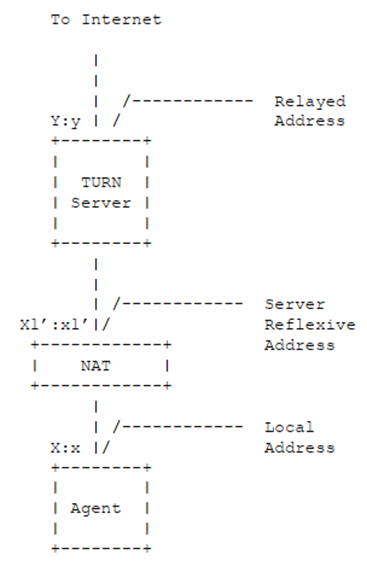 To Internet
|
|
| /------------ Relayed
Y:y | / Address
+--------+
| |
| TURN |
| Server |
| |
+--------+
|
|
| /------------ Server
X1':x1'|/ Reflexive
+------------+ Address
| NAT |
+------------+
|
| /------------ Local
X:x |/ Address
+--------+
| |
| Agent |
| |
+--------+